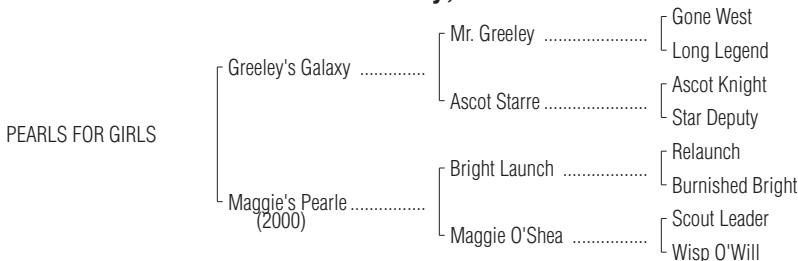 Gone West
Mr. Greeley ......................
Long Legend
Greeley's Galaxy ..............
Ascot Knight
Ascot Starre ......................
Star Deputy
PEARLS FOR GIRLS
Relaunch
Bright Launch ..................
Burnished Bright
Maggie's Pearle ................
(2000)
Scout Leader
Maggie O'Shea ................
Wisp O'Will